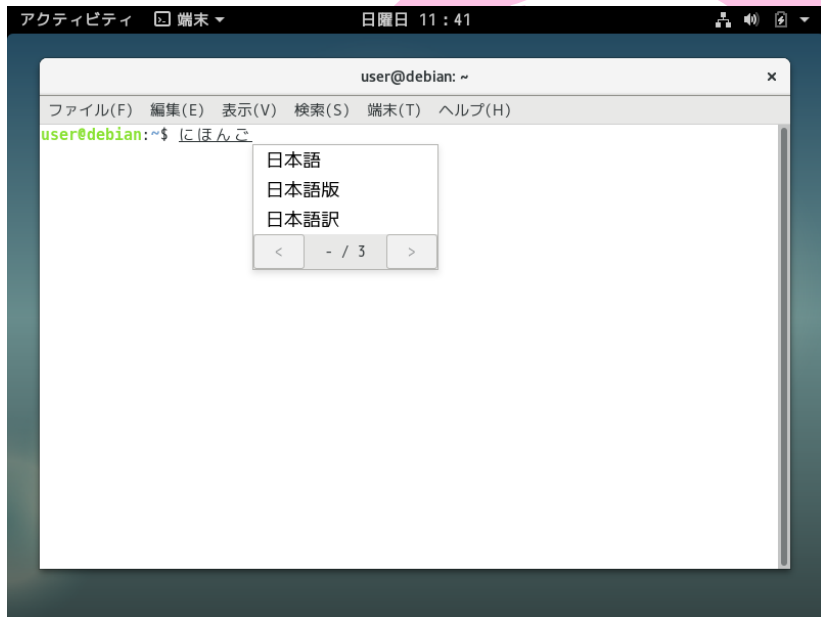 アクティビティ 端末 日曜日 11:41
user@debian: ~ ×
ファイル(F) 編集(E) 表示(V) 検索(S) 端末(T) ヘルプ(H)
user@debian:~$ にほんご
日本語
日本語版
日本語訳
< - / 3 >